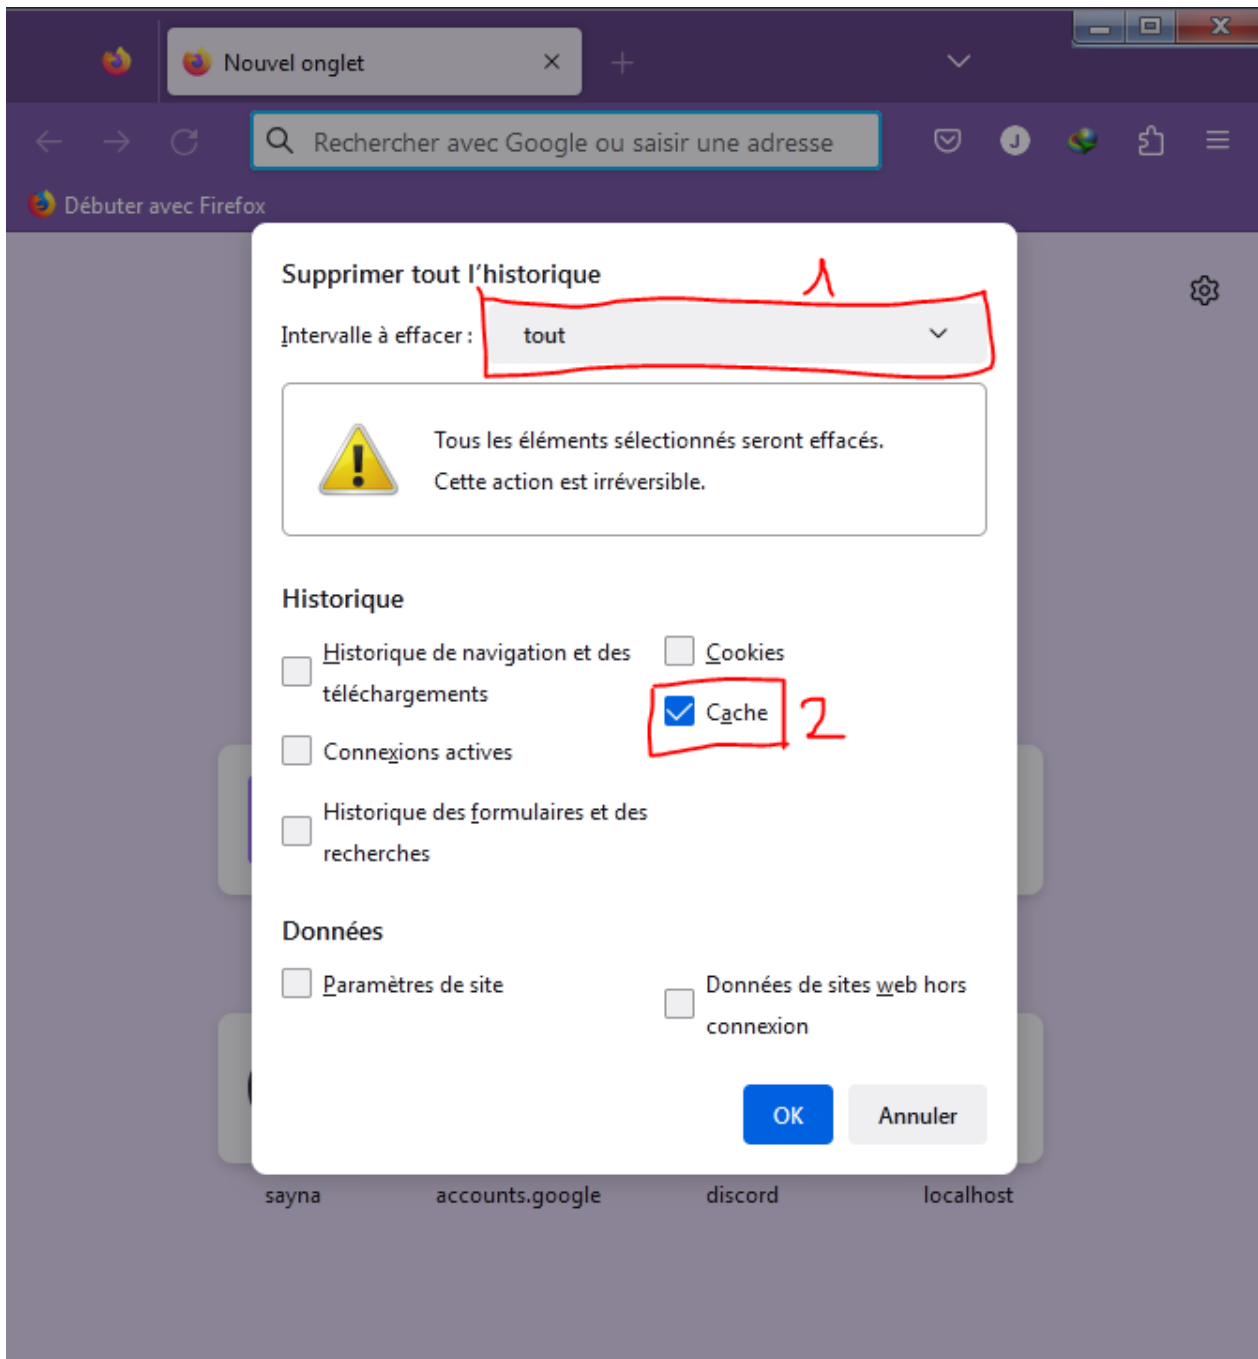 Nouvel onglet
Rechercher avec Google ou saisir une adresse
J
Débuter avec Firefox
Supprimer tout l’historique
1
Intervalle à effacer : tout
Tous les éléments sélectionnés seront effacés.
Cette action est irréversible.
Historique
Historique de navigation et des
téléchargements
Cookies
Cache 2
Connexions actives
Historique des formulaires et des
recherches
Données
Paramètres de site
Données de sites web hors
connexion
OK Annuler
sayna accounts.google discord localhost